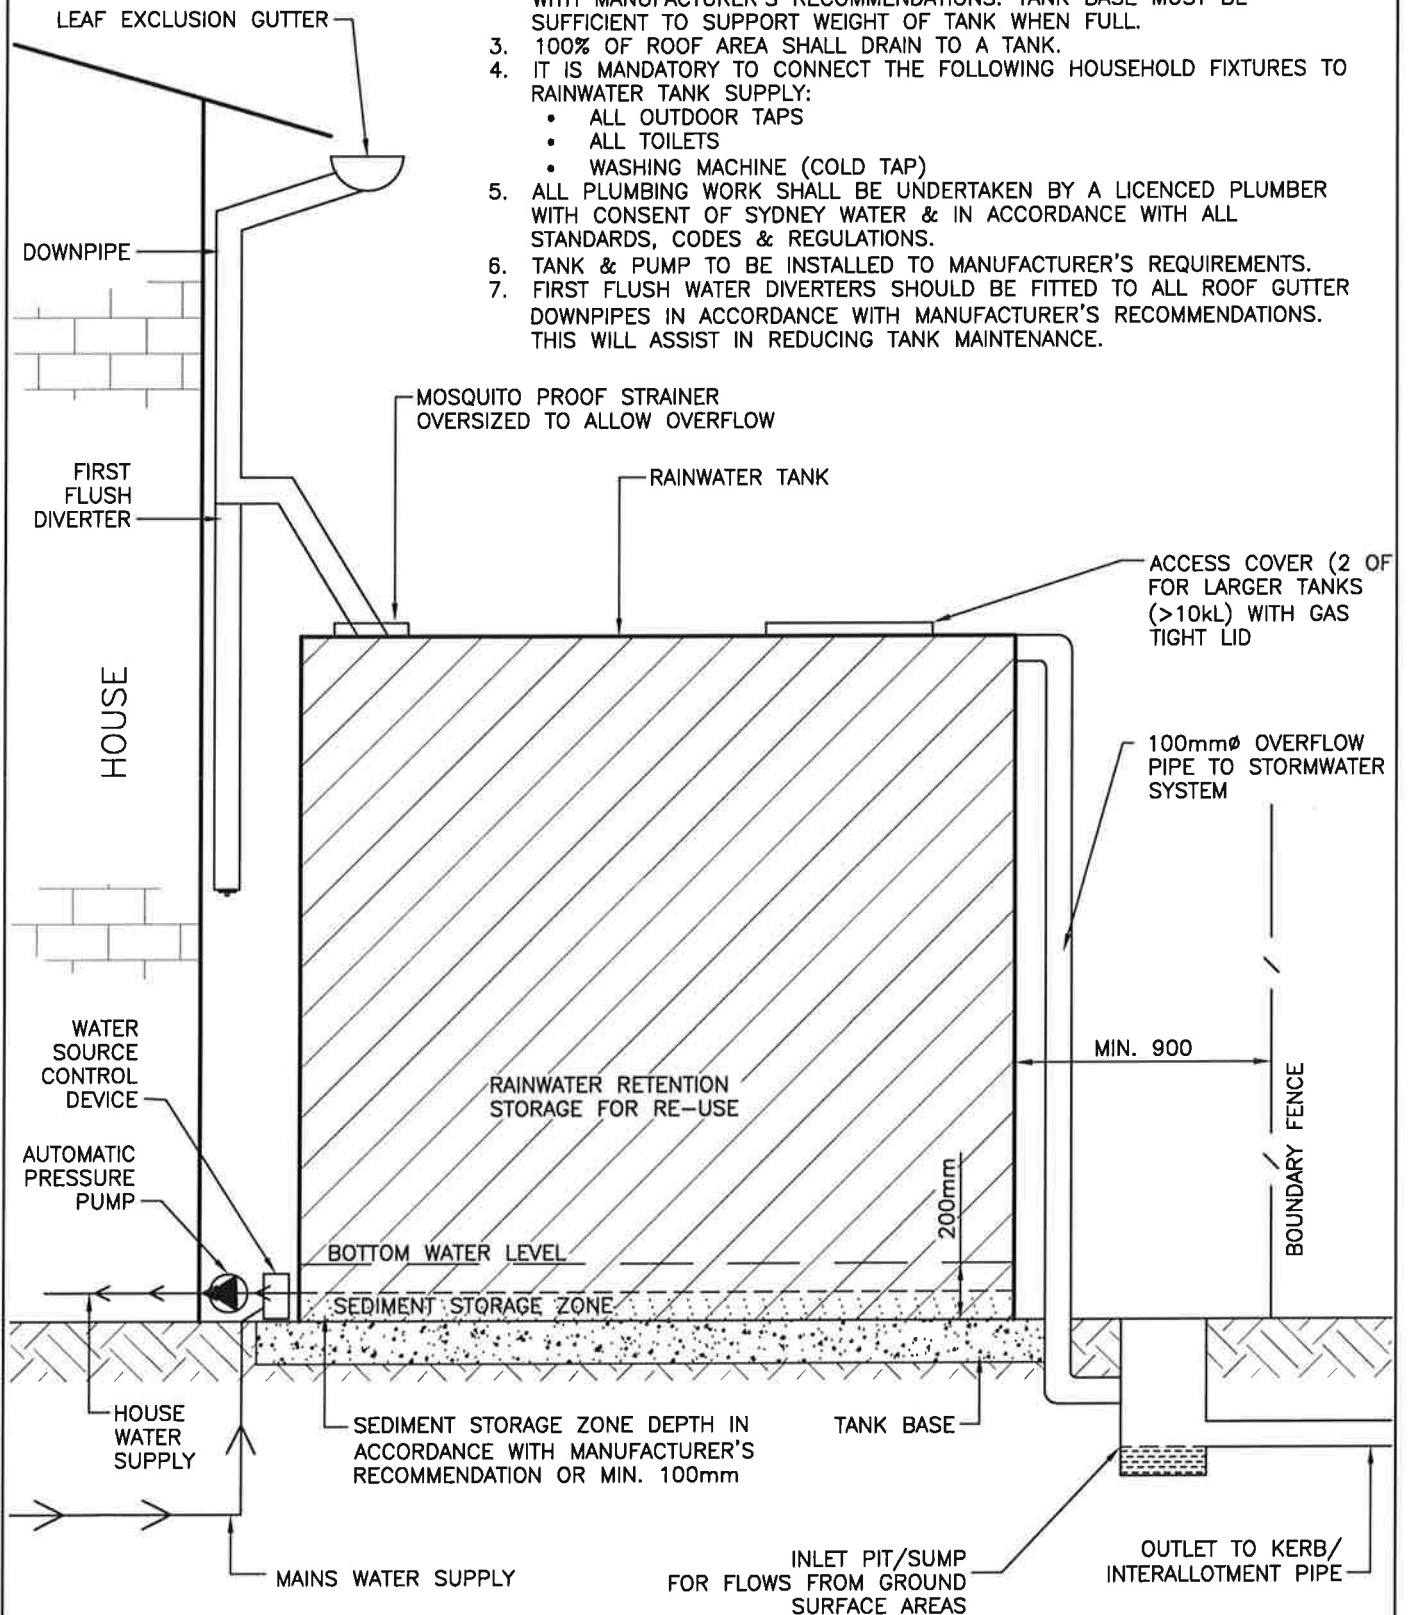 WITH MANUFACTURER'S RECOMMENDATIONS. TANK BASE MUST BE
SUFFICIENT TO SUPPORT WEIGHT OF TANK WHEN FULL.
3. 100% OF ROOF AREA SHALL DRAIN TO A TANK.
4. IT IS MANDATORY TO CONNECT THE FOLLOWING HOUSEHOLD FIXTURES TO
RAINWATER TANK SUPPLY:
• ALL OUTDOOR TAPS
• ALL TOILETS
• WASHING MACHINE (COLD TAP)
5. ALL PLUMBING WORK SHALL BE UNDERTAKEN BY A LICENCED PLUMBER
WITH CONSENT OF SYDNEY WATER & IN ACCORDANCE WITH ALL
STANDARDS, CODES & REGULATIONS.
6. TANK & PUMP TO BE INSTALLED TO MANUFACTURER'S REQUIREMENTS.
7. FIRST FLUSH WATER DIVERTERS SHOULD BE FITTED TO ALL ROOF GUTTER
DOWNPIPES IN ACCORDANCE WITH MANUFACTURER'S RECOMMENDATIONS.
THIS WILL ASSIST IN REDUCING TANK MAINTENANCE.
LEAF EXCLUSION GUTTER
DOWNPIPE
MOSQUITO PROOF STRAINER
OVERSIZED TO ALLOW OVERFLOW
FIRST
FLUSH
DIVERTER
RAINWATER TANK
ACCESS COVER (2 OF
FOR LARGER TANKS
(>10kL) WITH GAS
TIGHT LID
HOUSE
100mmø OVERFLOW
PIPE TO STORMWATER
SYSTEM
WATER
SOURCE
CONTROL
DEVICE
MIN. 900
RAINWATER RETENTION
STORAGE FOR RE-USE
BOUNDARY FENCE
AUTOMATIC
PRESSURE
PUMP
200mm
BOTTOM WATER LEVEL
SEDIMENT STORAGE ZONE
HOUSE
WATER
SUPPLY
SEDIMENT STORAGE ZONE DEPTH IN
ACCORDANCE WITH MANUFACTURER'S
RECOMMENDATION OR MIN. 100mm
TANK BASE
MAINS WATER SUPPLY
INLET PIT/SUMP
FOR FLOWS FROM GROUND
SURFACE AREAS
OUTLET TO KERB/
INTERALLOTMENT PIPE